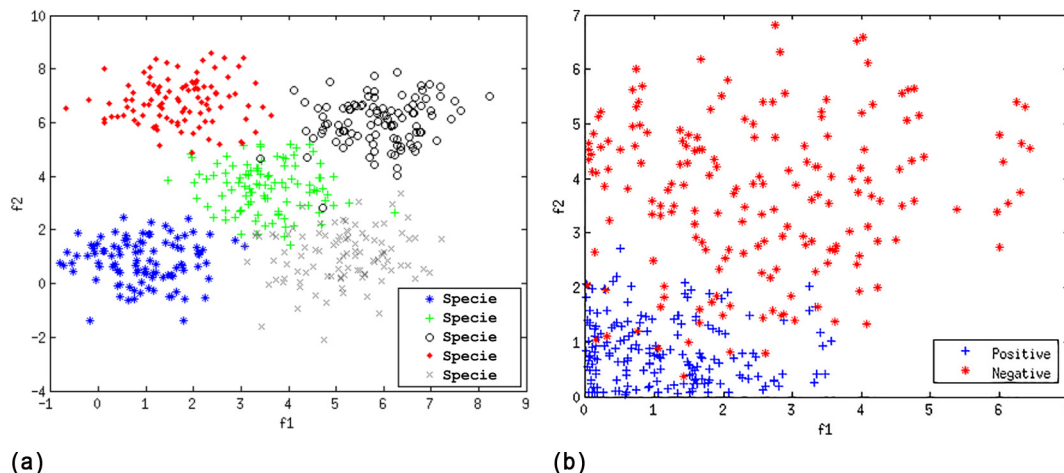 10
8
6
4
2
0
-2
-4
f2
-1 0 1 2 3 4 5 6 7 8 9
f1
Specie
Specie
Specie
Specie
Specie
(a)
7
6
5
4
3
2
1
0
f2
0 1 2 3 4 5 6
f1
Positive
Negative
(b)